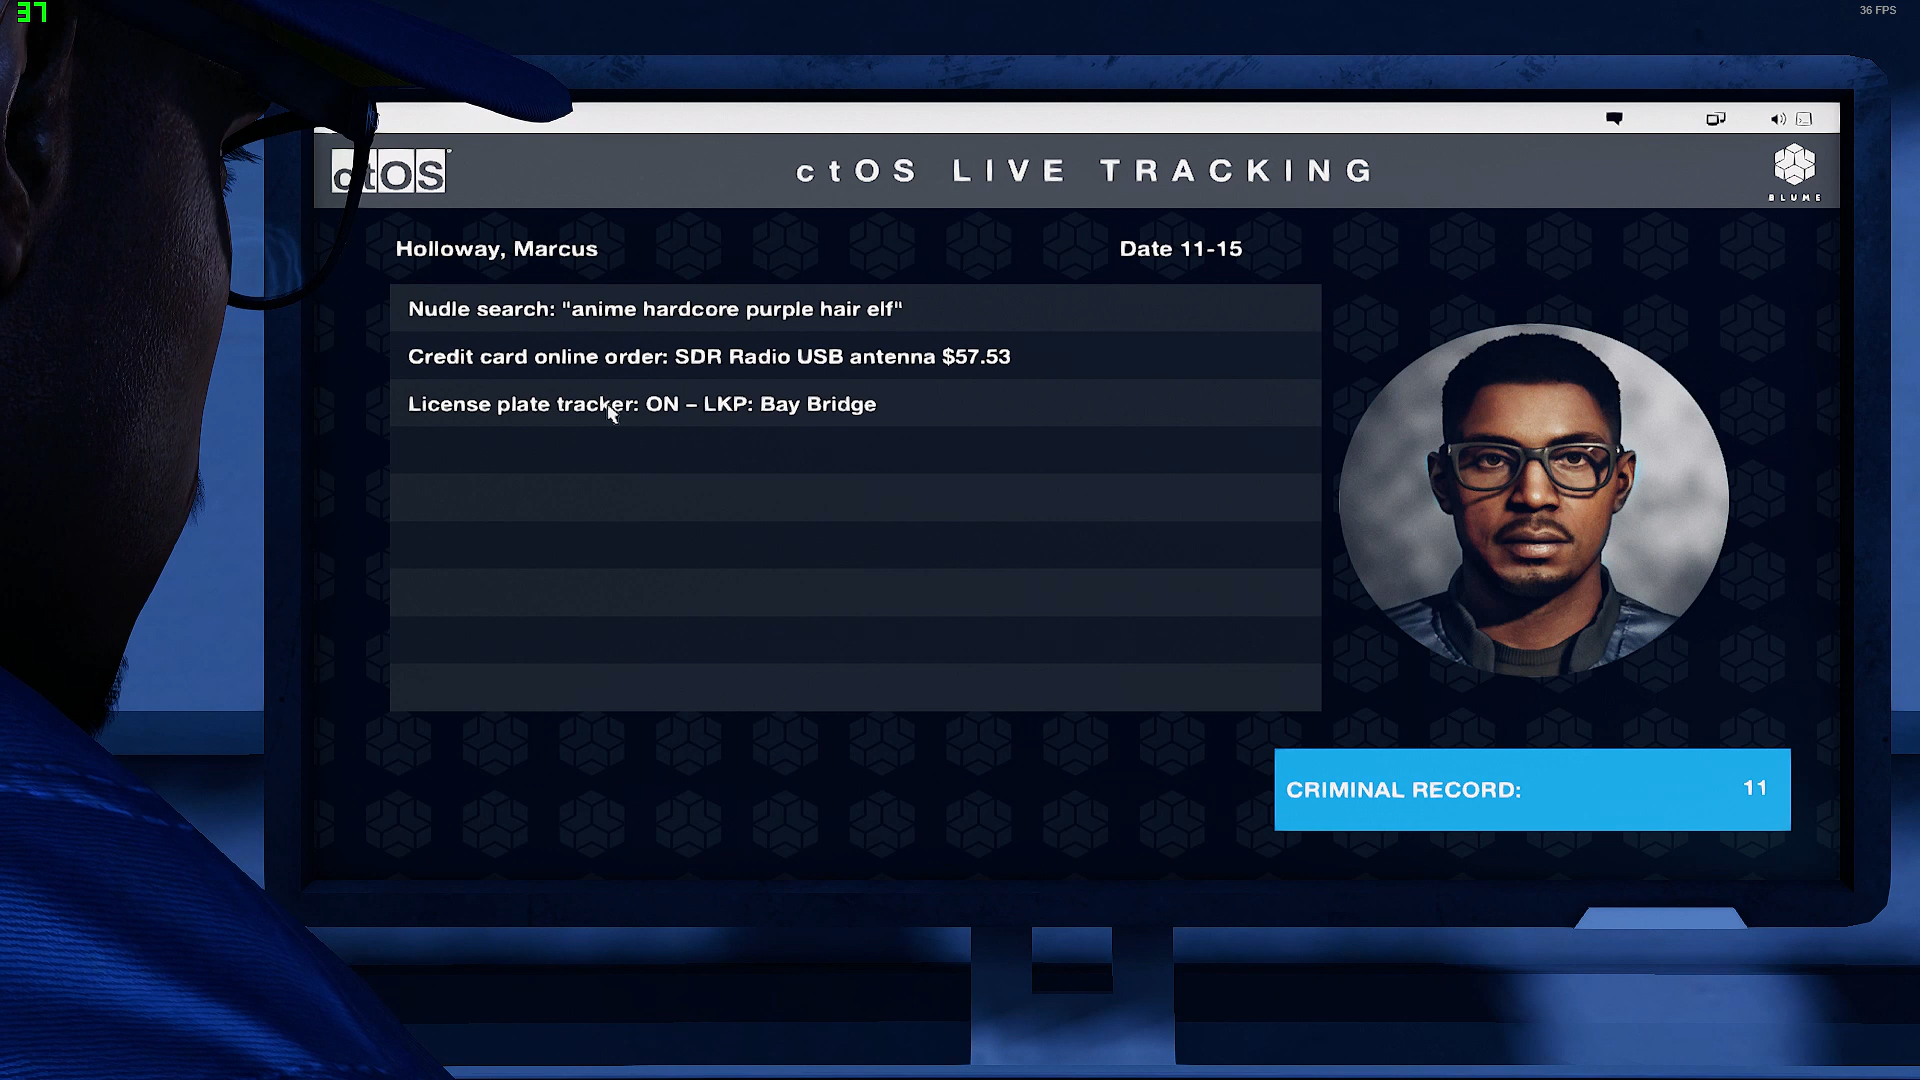 37
36 FPS
ctOS
ctOS LIVE TRACKING
BLUME
Holloway, Marcus
Date 11-15
Nudle search: "anime hardcore purple hair elf"
Credit card online order: SDR Radio USB antenna $57.53
License plate tracker: ON – LKP: Bay Bridge
CRIMINAL RECORD: 11